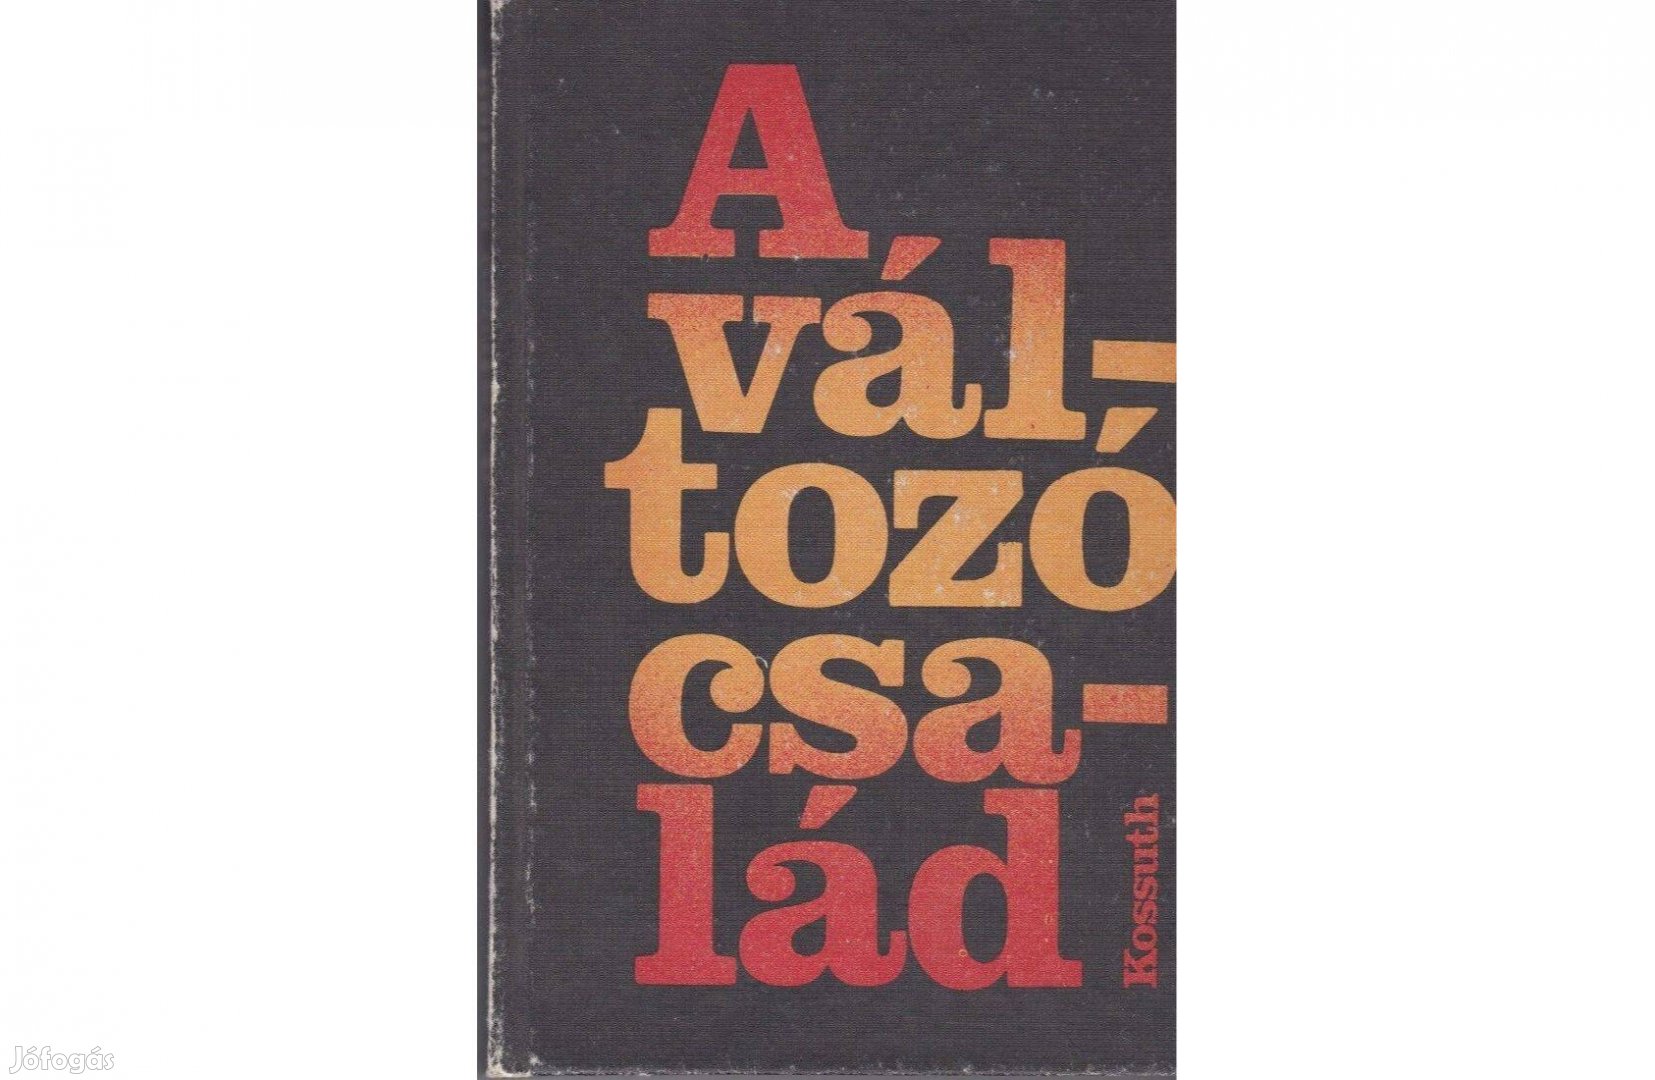 A
vál-
tozó
csa-
lád
Kossuth
Jófogás